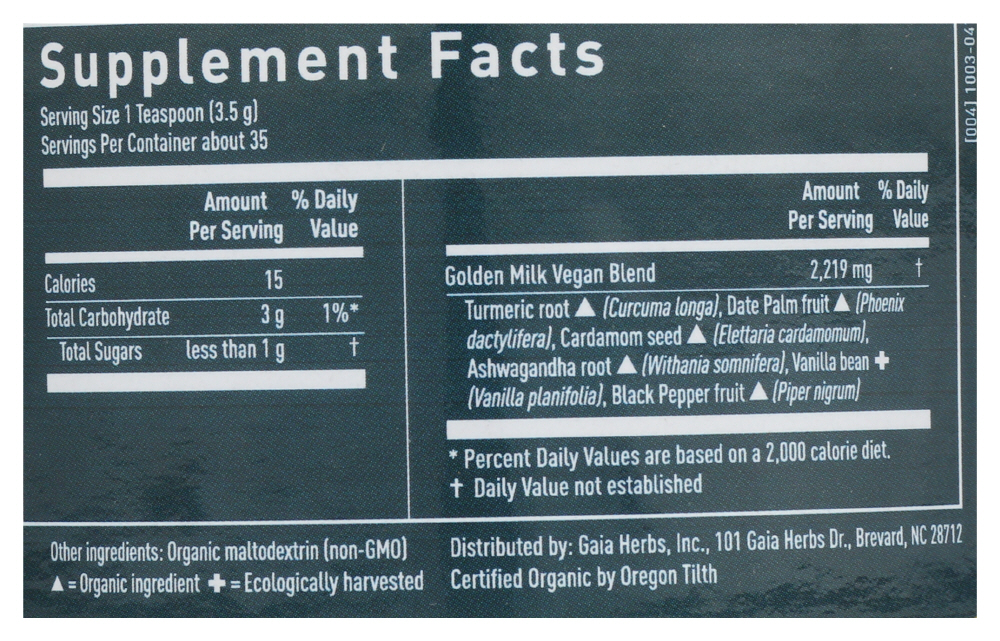 Supplement Facts
Serving Size 1 Teaspoon (3.5 g)
Servings Per Container about 35
Amount % Daily
Per Serving Value
Calories 15
Total Carbohydrate 3 g 1%*
Total Sugars less than 1 g †
Amount % Daily
Per Serving Value
Golden Milk Vegan Blend 2,219 mg †
Turmeric root ▲ (Curcuma longa), Date Palm fruit ▲ (Phoenix
dactylifera), Cardamom seed ▲ (Elettaria cardamomum),
Ashwagandha root ▲ (Withania somnifera), Vanilla bean ✚
(Vanilla planifolia), Black Pepper fruit ▲ (Piper nigrum)
* Percent Daily Values are based on a 2,000 calorie diet.
† Daily Value not established
Other ingredients: Organic maltodextrin (non-GMO)
▲ = Organic ingredient ✚ = Ecologically harvested
Distributed by: Gaia Herbs, Inc., 101 Gaia Herbs Dr., Brevard, NC 28712
Certified Organic by Oregon Tilth
[004] 1003-04